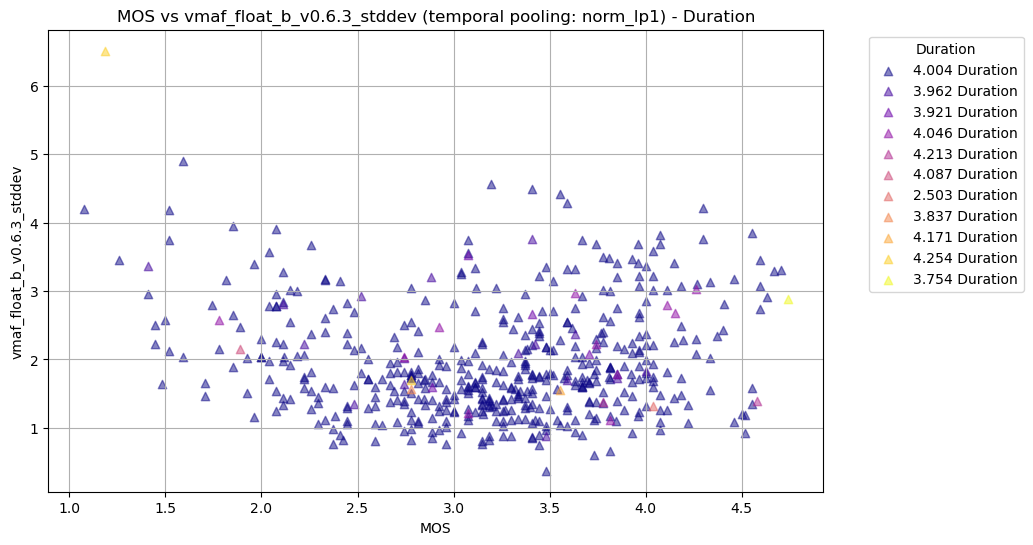 MOS vs vmaf_float_b_v0.6.3_stddev (temporal pooling: norm_lp1) - Duration
vmaf_float_b_v0.6.3_stddev
6
5
4
3
2
1
1.0 1.5 2.0 2.5 3.0 3.5 4.0 4.5
MOS
Duration
4.004 Duration
3.962 Duration
3.921 Duration
4.046 Duration
4.213 Duration
4.087 Duration
2.503 Duration
3.837 Duration
4.171 Duration
4.254 Duration
3.754 Duration